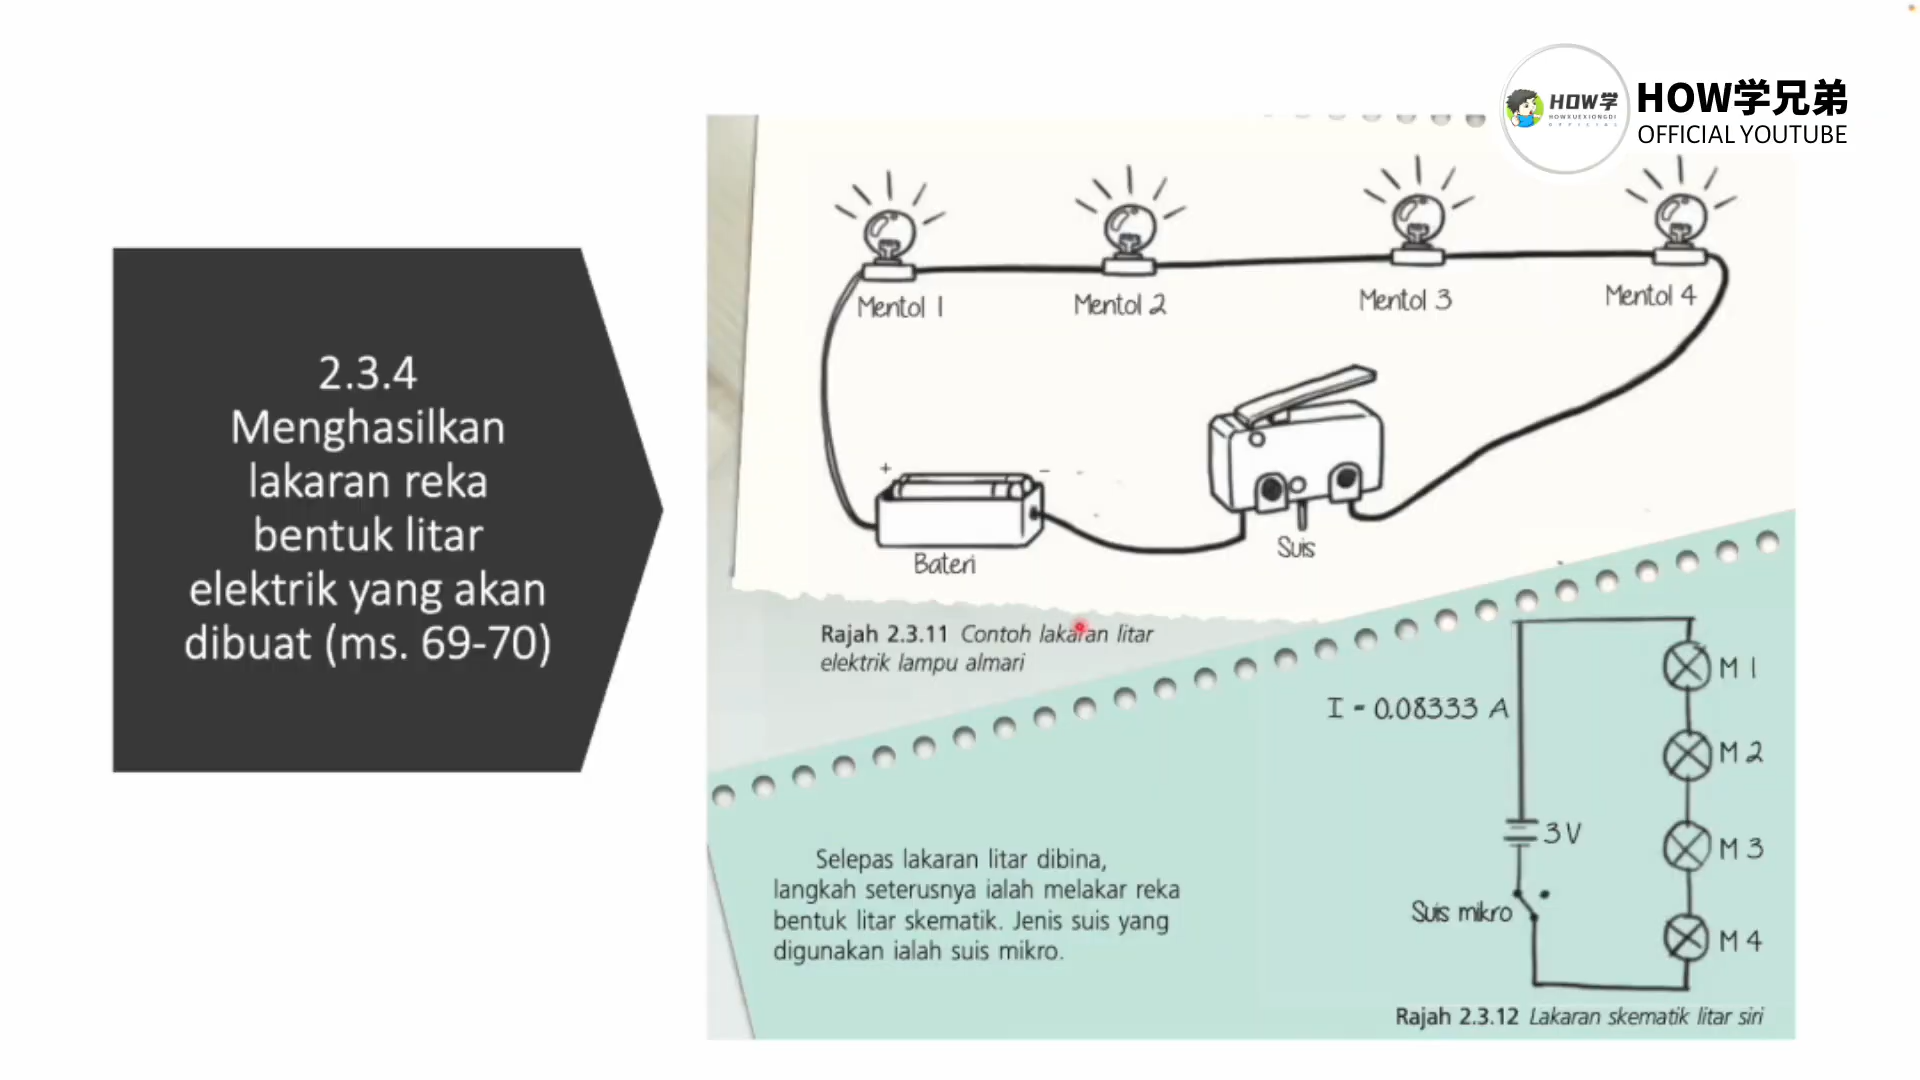 HOW学
HOWXUEXIONGDI
OFFICIAL
HOW学兄弟
OFFICIAL YOUTUBE
2.3.4
Menghasilkan
lakaran reka
bentuk litar
elektrik yang akan
dibuat (ms. 69-70)
Mentol 1
Mentol 2
Mentol 3
Mentol 4
+
-
Bateri
Suis
Rajah 2.3.11 Contoh lakaran litar
elektrik lampu almari
I = 0.08333 A
M 1
M 2
3V
M 3
Suis mikro
M 4
Selepas lakaran litar dibina,
langkah seterusnya ialah melakar reka
bentuk litar skematik. Jenis suis yang
digunakan ialah suis mikro.
Rajah 2.3.12 Lakaran skematik litar siri